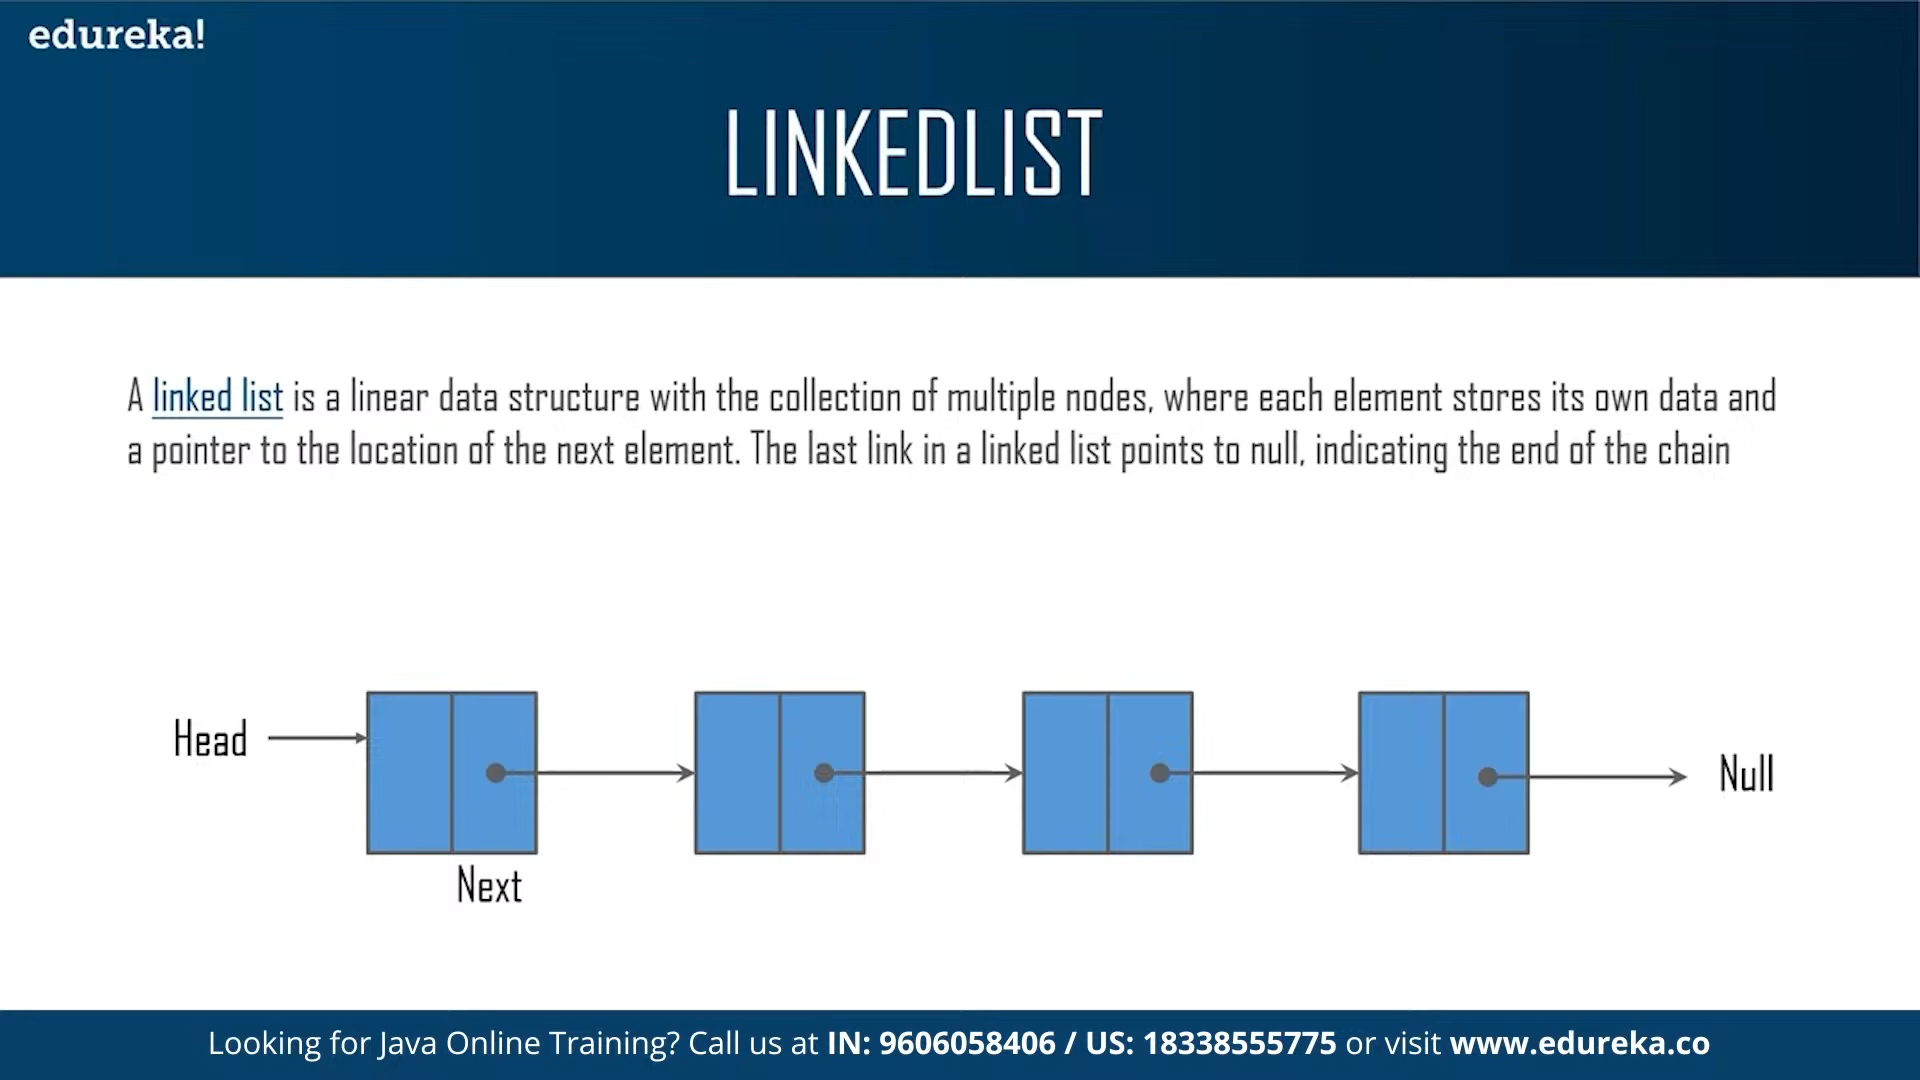 edureka!
LINKEDLIST
A linked list is a linear data structure with the collection of multiple nodes, where each element stores its own data and
a pointer to the location of the next element. The last link in a linked list points to null, indicating the end of the chain
Head
Null
Next
Looking for Java Online Training? Call us at IN: 9606058406 / US: 18338555775 or visit www.edureka.co